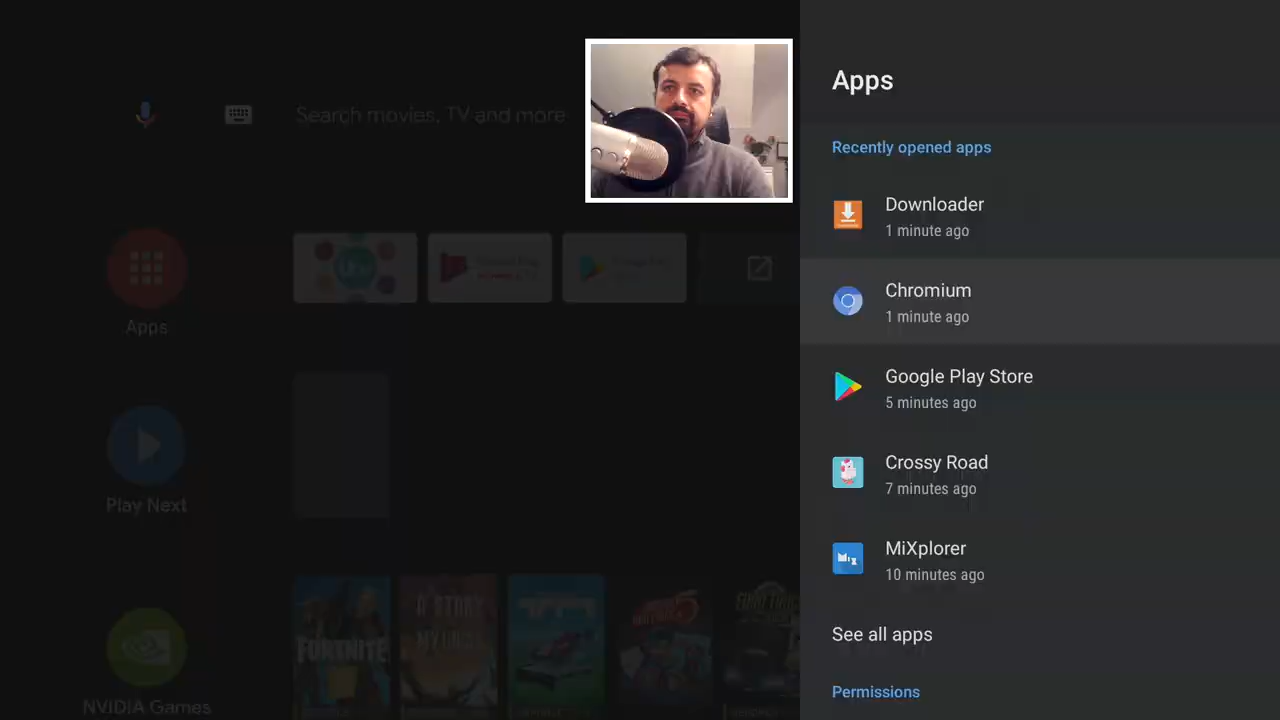 Search movies, TV and more
Apps
Play Next
FORTNITE
A STORY
NVIDIA Games
Apps
Recently opened apps
Downloader
1 minute ago
Chromium
1 minute ago
Google Play Store
5 minutes ago
Crossy Road
7 minutes ago
MiXplorer
10 minutes ago
See all apps
Permissions